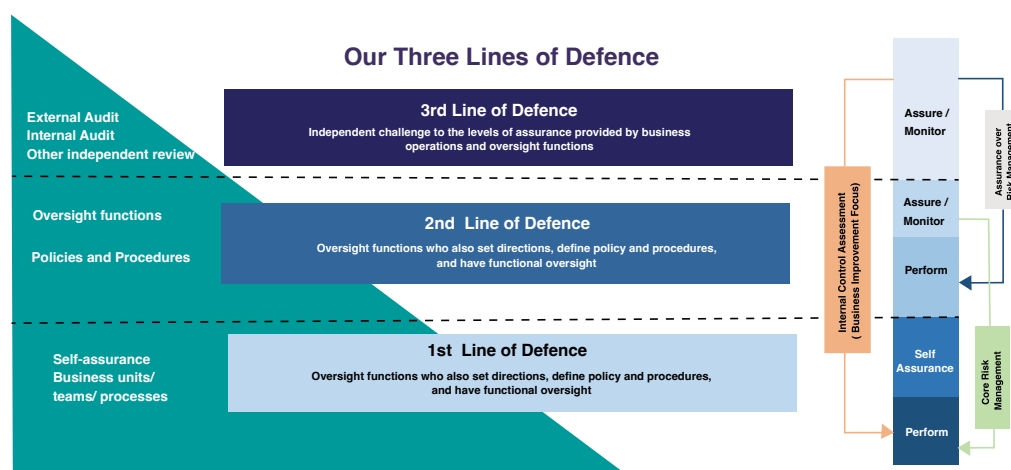 Our Three Lines of Defence
External Audit
Internal Audit
Other independent review
3rd Line of Defence
Independent challenge to the levels of assurance provided by business
operations and oversight functions
Oversight functions
Policies and Procedures
2nd Line of Defence
Oversight functions who also set directions, define policy and procedures,
and have functional oversight
Self-assurance
Business units/
teams/ processes
1st Line of Defence
Oversight functions who also set directions, define policy and procedures,
and have functional oversight
Internal Control Assessment
( Business Improvement Focus)
Assure /
Monitor
Assure /
Monitor
Perform
Self
Assurance
Perform
Assurance over
Risk Management
Core Risk
Management